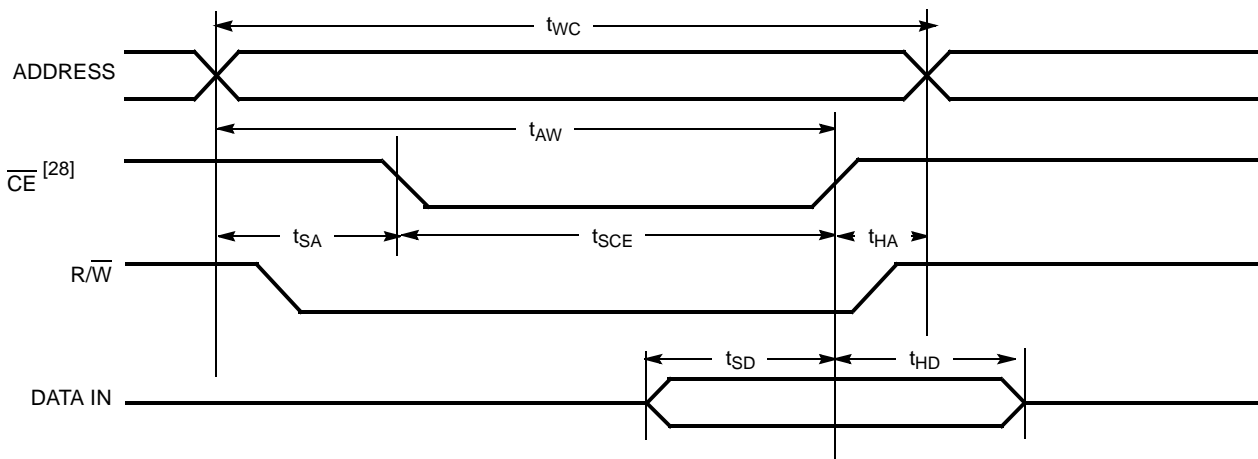 tWC
ADDRESS
tAW
CE [28]
tSA
tSCE
tHA
R/W
tSD
tHD
DATA IN